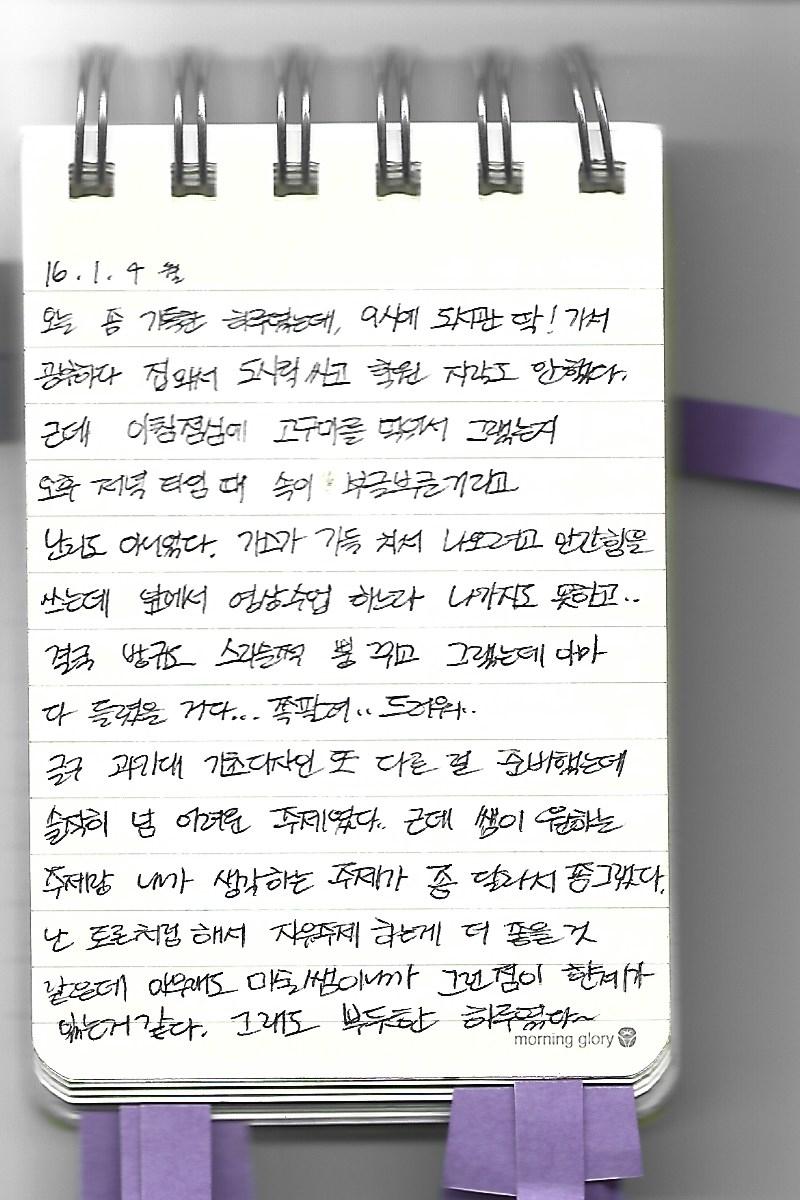 16.1.4 월
오늘 좀 기특한 하루였는데, 9시에 도서관 딱! 가서
공부하다 집와서 도시락 싸고 학원 지각도 안했다.
근데 아침점심에 고구마를 먹어서 그랬는지
오후 저녁 타임 때 속이 부글부글거리고
난리도 아니었다. 가스가 가득 차서 나오려고 안간힘을
쓰는데 옆에서 영상수업 하느라 나가지도 못하고..
결국 방귀도 스리슬쩍 뿡 뀌고 그랬는데 아마
다 들렸을 거다... 쪽팔려.. 드러워..
글구 과기대 기초디자인 또 다른 걸 준비했는데
솔직히 넘 어려운 주제였다.. 근데 쌤이 원하는
주제랑 내가 생각하는 주제가 좀 달라서 좀그랬다.
난 토론처럼 해서 자유주제 하는게 더 좋을 것
같은데 아무래도 미술쌤이니까 그런 점이 한계가
있는거 같다. 그래도 뿌듯한 하루였다~
morning glory